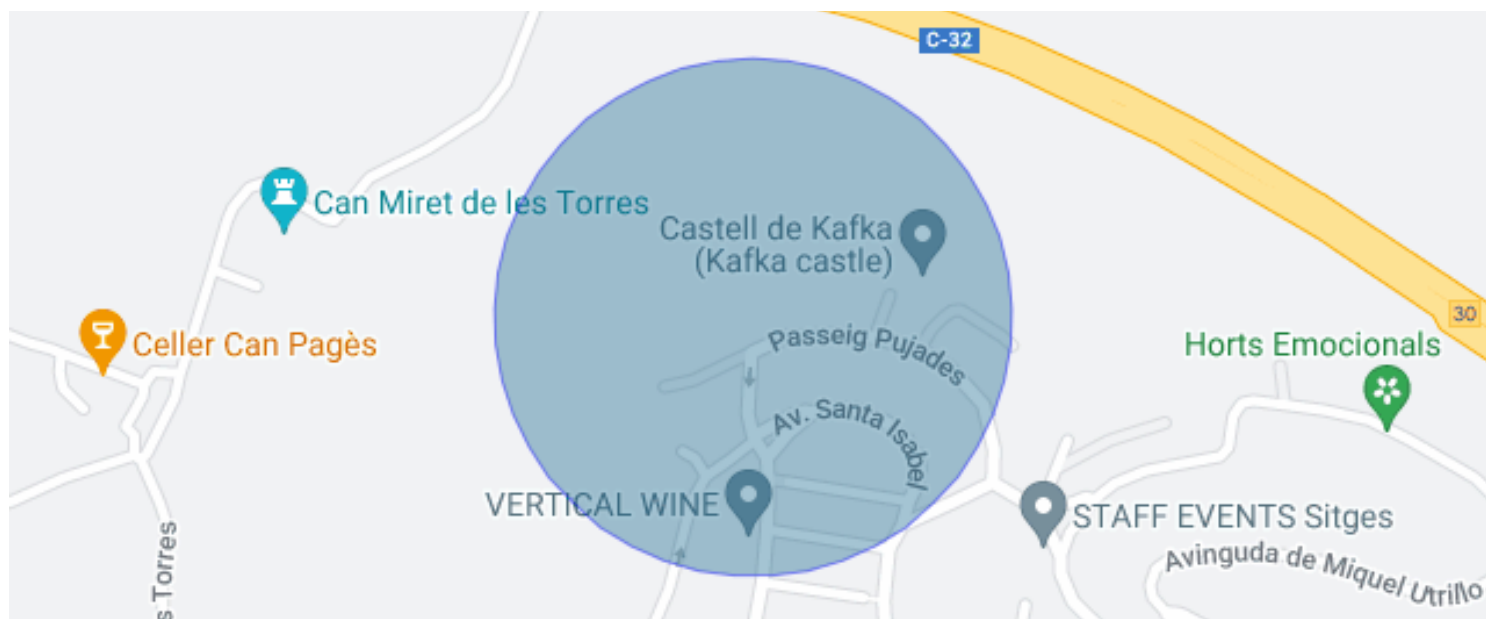 C-32
Can Miret de les Torres
Castell de Kafka
(Kafka castle)
30
Celler Can Pagès
Passeig Pujades
Horts Emocionals
Av. Santa Isabel
VERTICAL WINE
STAFF EVENTS Sitges
s Torres
Avinguda de Miquel Utrillo